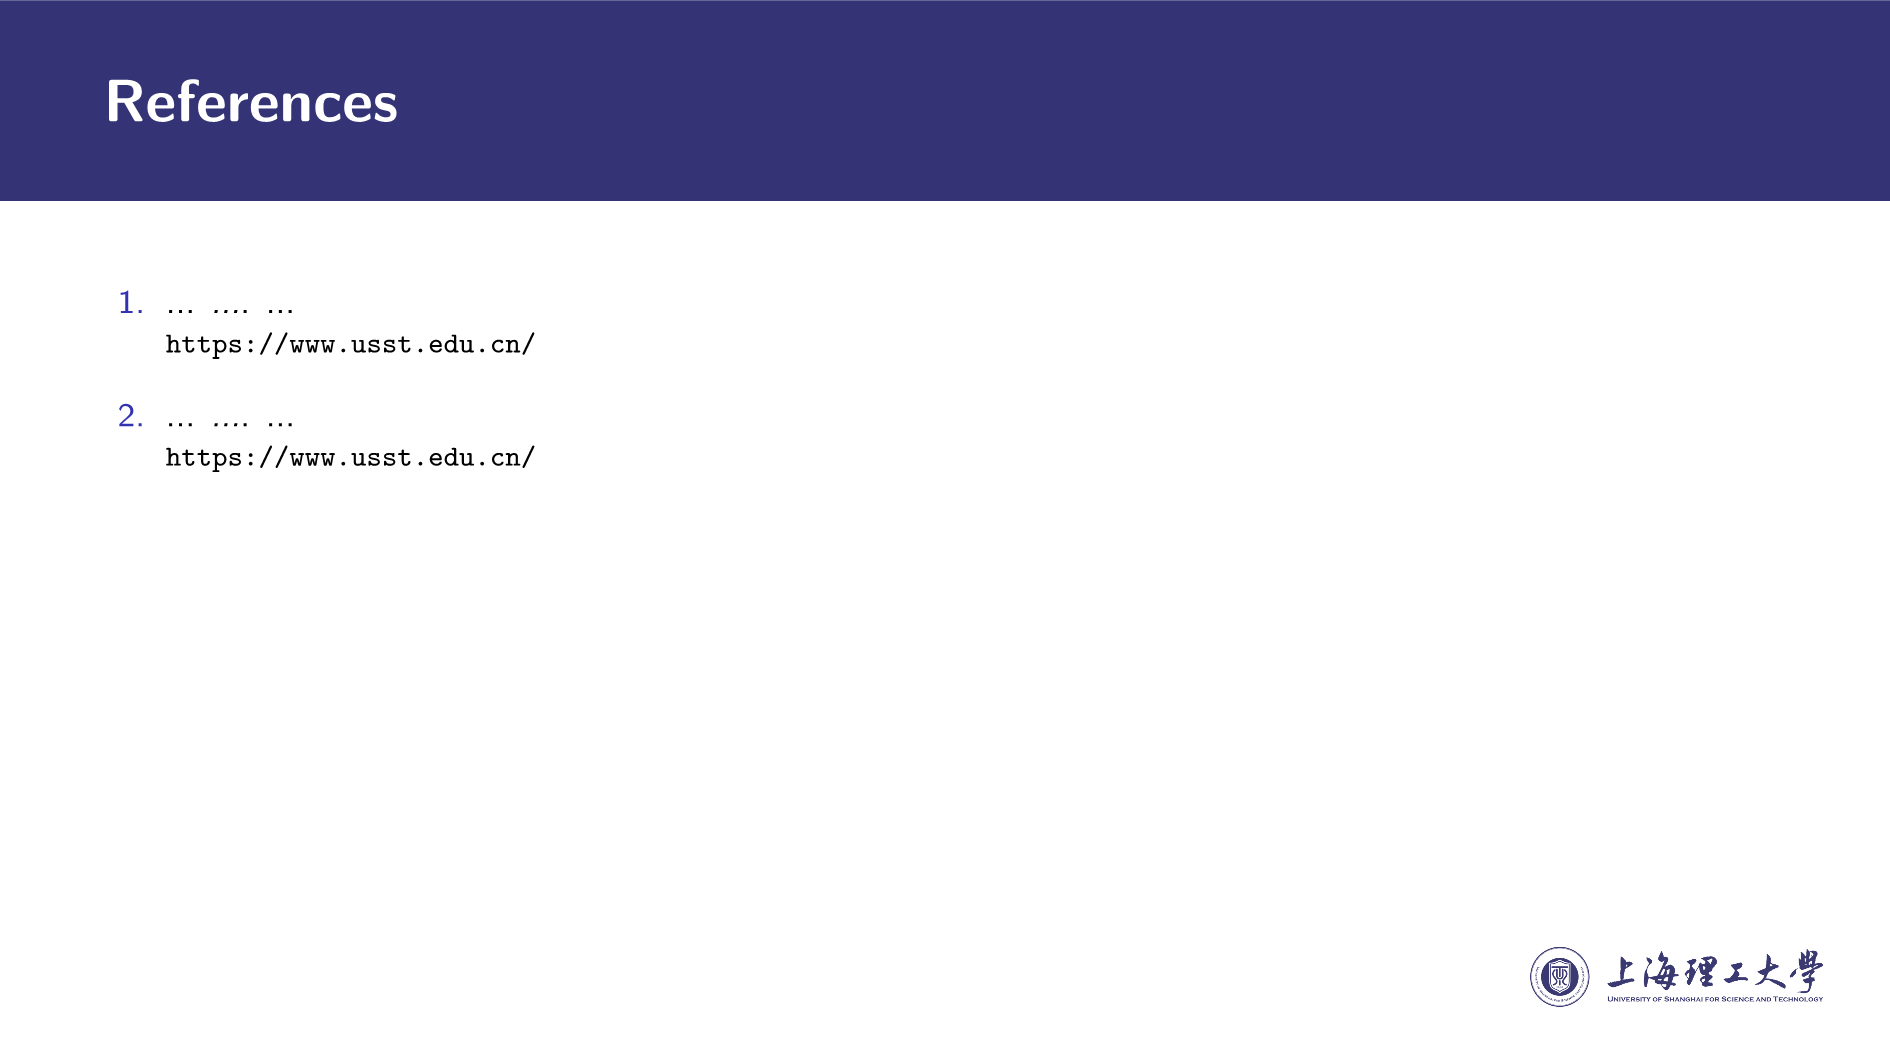 References
1. ... .... ...
https://www.usst.edu.cn/
2. ... .... ...
https://www.usst.edu.cn/
上海理工大學
UNIVERSITY OF SHANGHAI FOR SCIENCE AND TECHNOLOGY